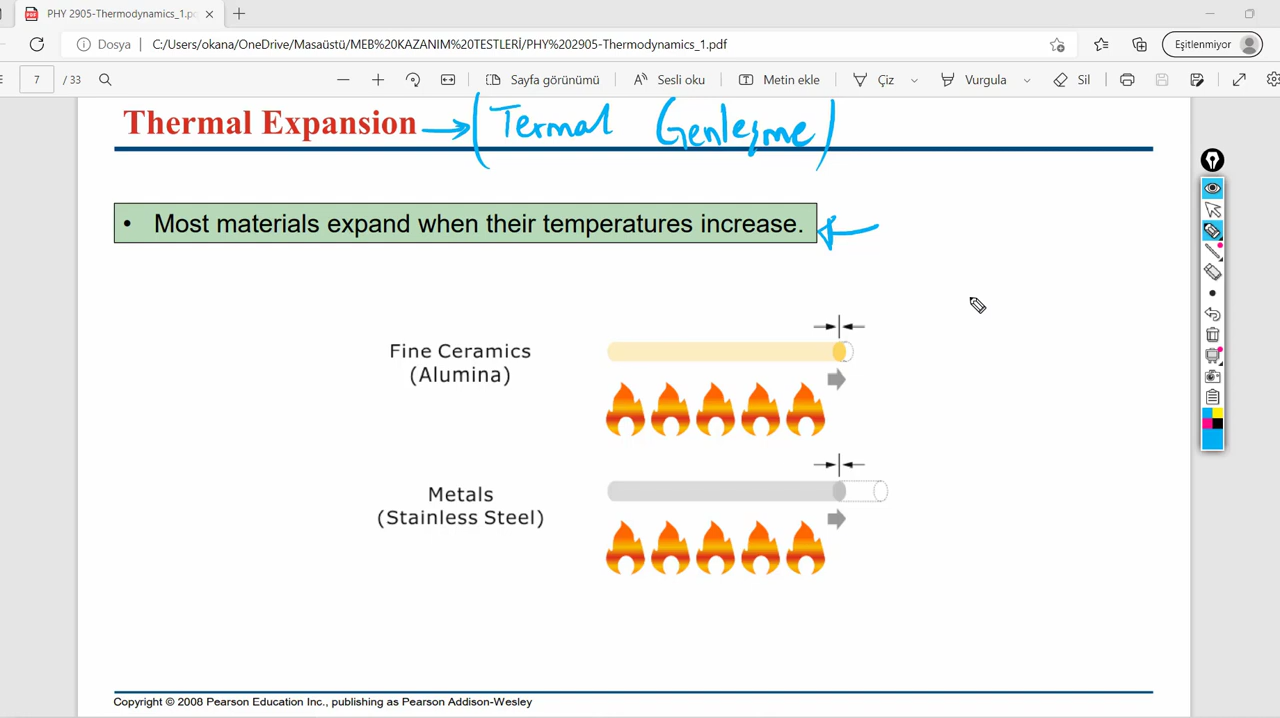 PHY 2905-Thermodynamics_1.pc
Dosya C:/Users/okana/OneDrive/Masaüstü/MEB%20KAZANIM%20TESTLERİ/PHY%202905-Thermodynamics_1.pdf Eşitlenmiyor
7 / 33 Sayfa görünümü Sesli oku Metin ekle Çiz Vurgula Sil
Thermal Expansion → (Termal Genleşme)
• Most materials expand when their temperatures increase.
Fine Ceramics
(Alumina)
Metals
(Stainless Steel)
Copyright © 2008 Pearson Education Inc., publishing as Pearson Addison-Wesley